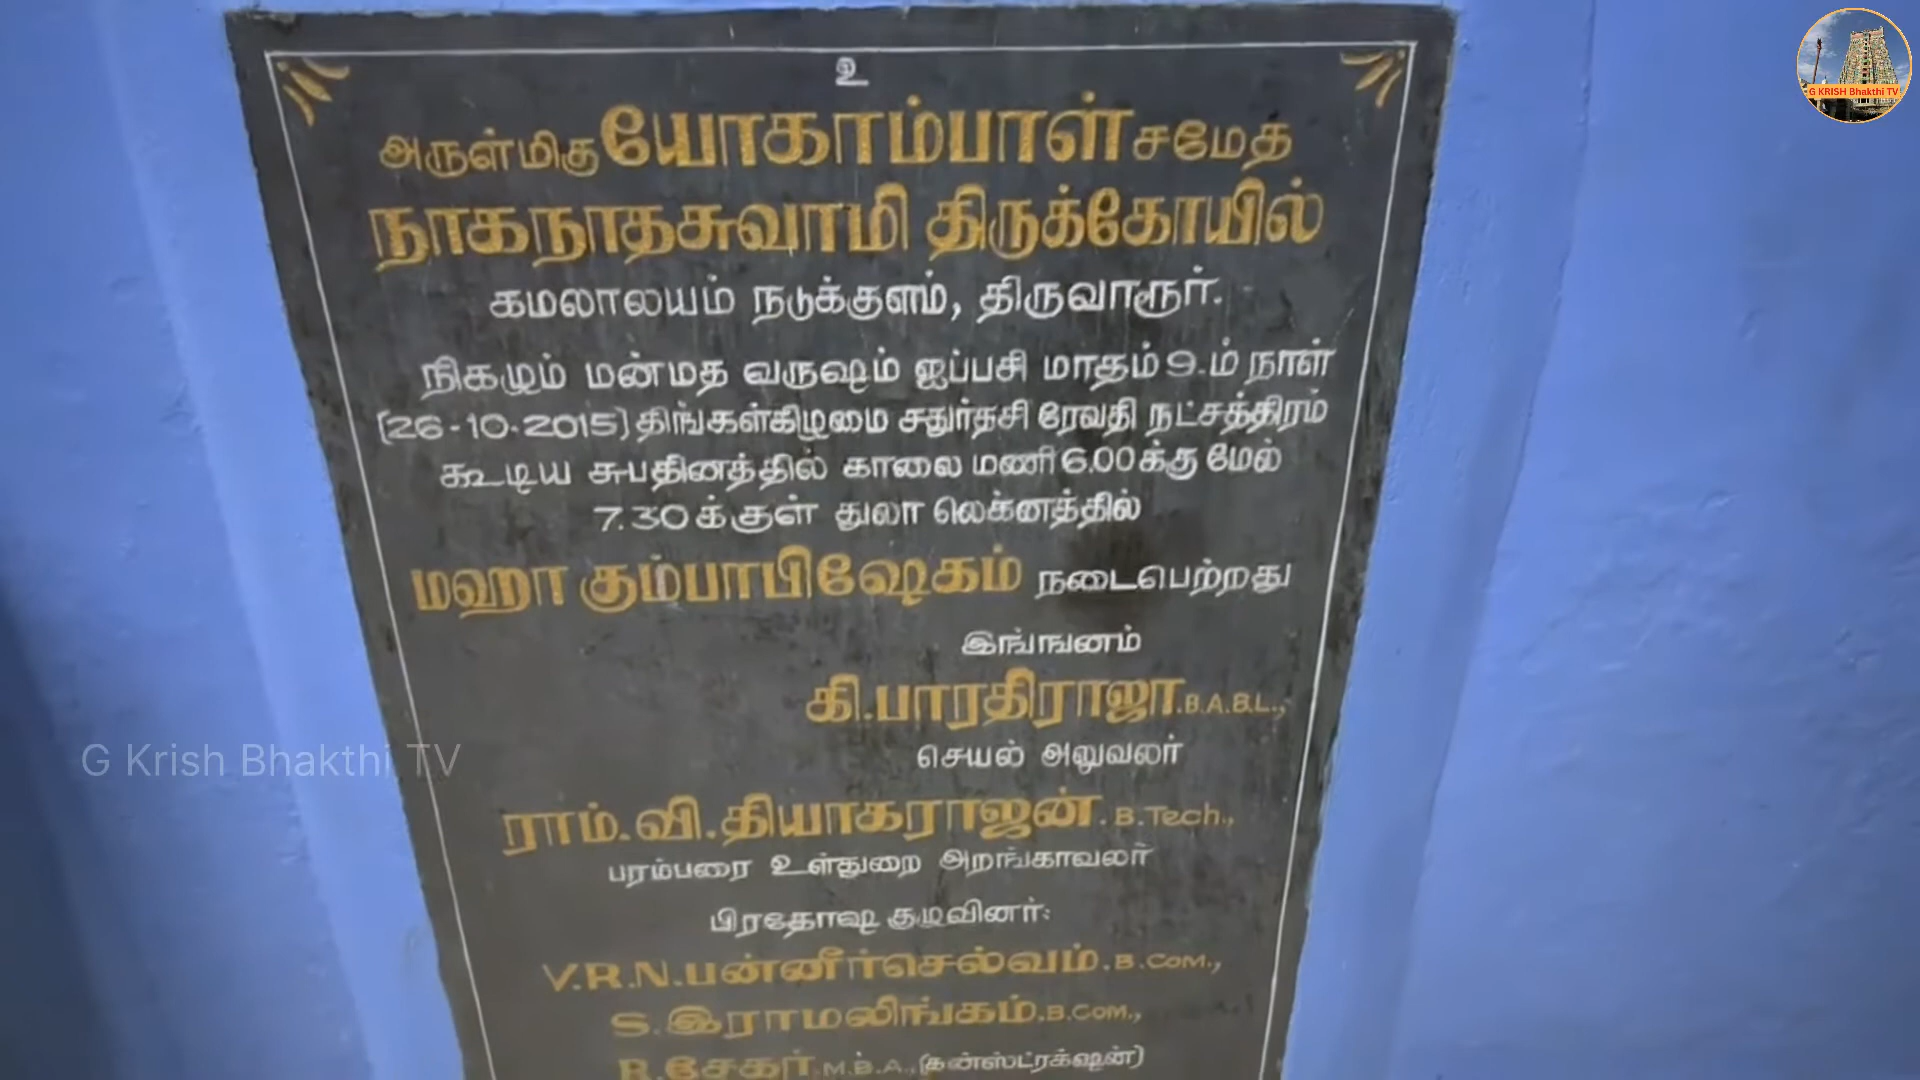 உ
அருள்மிகு யோகாம்பாள் சமேத
நாகநாதசுவாமி திருக்கோயில்
கமலாலயம் நடுக்குளம், திருவாரூர்.
நிகழும் மன்மத வருஷம் ஐப்பசி மாதம் 9-ம் நாள்
(26-10-2015) திங்கள்கிழமை சதுர்தசி ரேவதி நட்சத்திரம்
கூடிய சுபதினத்தில் காலை மணி 6.00க்கு மேல்
7.30க்குள் துலா லெக்னத்தில்
மஹா கும்பாபிஷேகம் நடைபெற்றது
இங்ஙனம்
கி.பாரதிராஜா.B.A.B.L.,
செயல் அலுவலர்
ராம்.வி.தியாகராஜன்.B.Tech.,
பரம்பரை உள்துறை அறங்காவலர்
பிரதோஷ குழுவினர்:
V.R.N.பன்னீர்செல்வம்.B.Com.,
S.இராமலிங்கம்.B.Com.,
R.சேகர்.M.B.A.,(கன்ஸ்ட்ரக்ஷன்)
G Krish Bhakthi TV
G KRISH Bhakthi TV